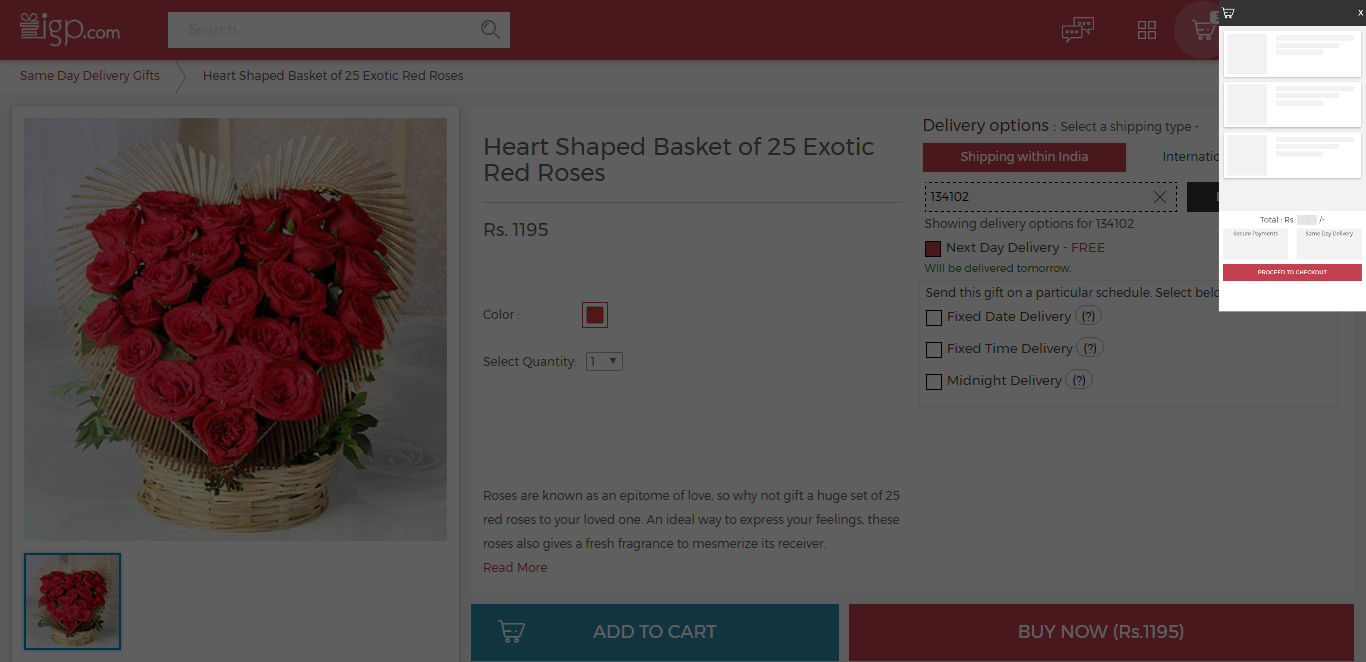 igp.com
Search...
X
Same Day Delivery Gifts
Heart Shaped Basket of 25 Exotic Red Roses
Heart Shaped Basket of 25 Exotic
Red Roses
Rs. 1195
Color :
Select Quantity: 1
Roses are known as an epitome of love, so why not gift a huge set of 25
red roses to your loved one. An ideal way to express your feelings, these
roses also gives a fresh fragrance to mesmerize its receiver.
Read More
ADD TO CART
BUY NOW (Rs.1195)
Delivery options : Select a shipping type -
Shipping within India
Internatio
134102
Showing delivery options for 134102
Next Day Delivery - FREE
Will be delivered tomorrow.
Send this gift on a particular schedule. Select belo
Fixed Date Delivery (?)
Fixed Time Delivery (?)
Midnight Delivery (?)
Total : Rs. /-
Secure Payments
Same Day Delivery
PROCEED TO CHECKOUT